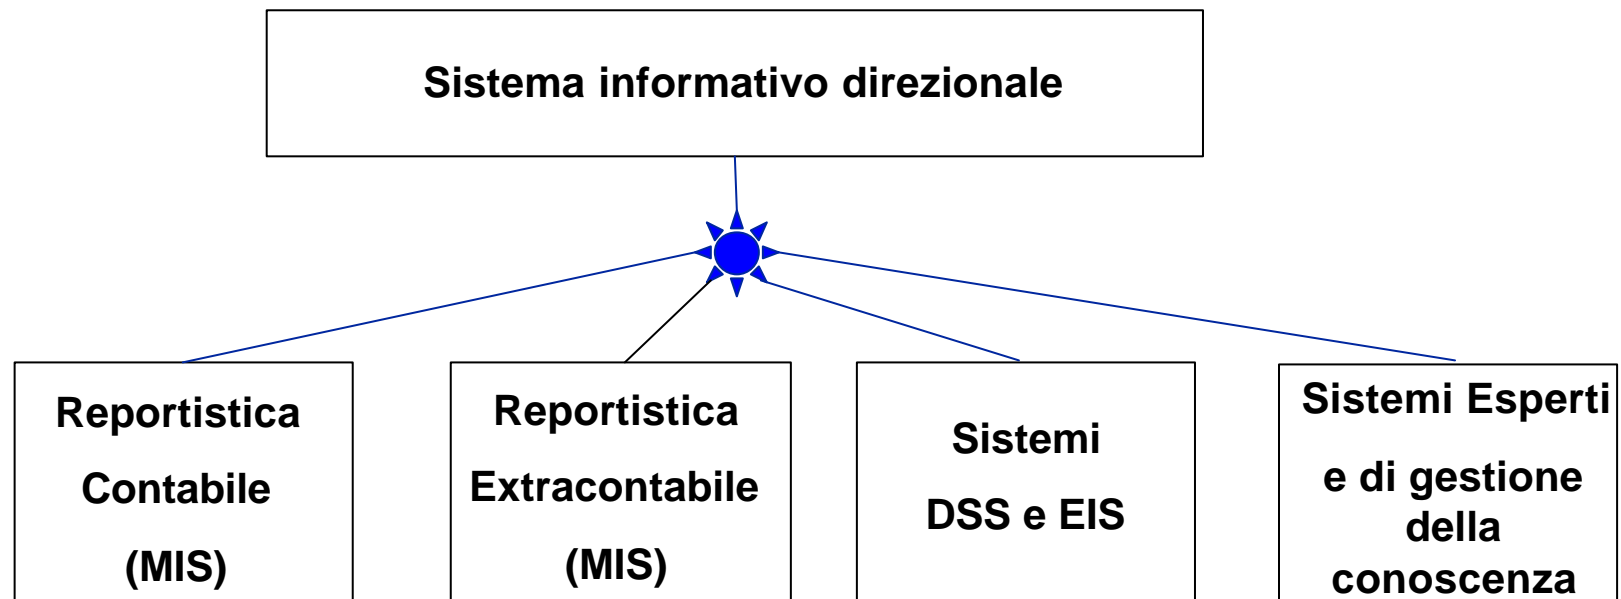 Sistema informativo direzionale
Reportistica
Contabile
(MIS)
Reportistica
Extracontabile
(MIS)
Sistemi
DSS e EIS
Sistemi Esperti
e di gestione
della
conoscenza